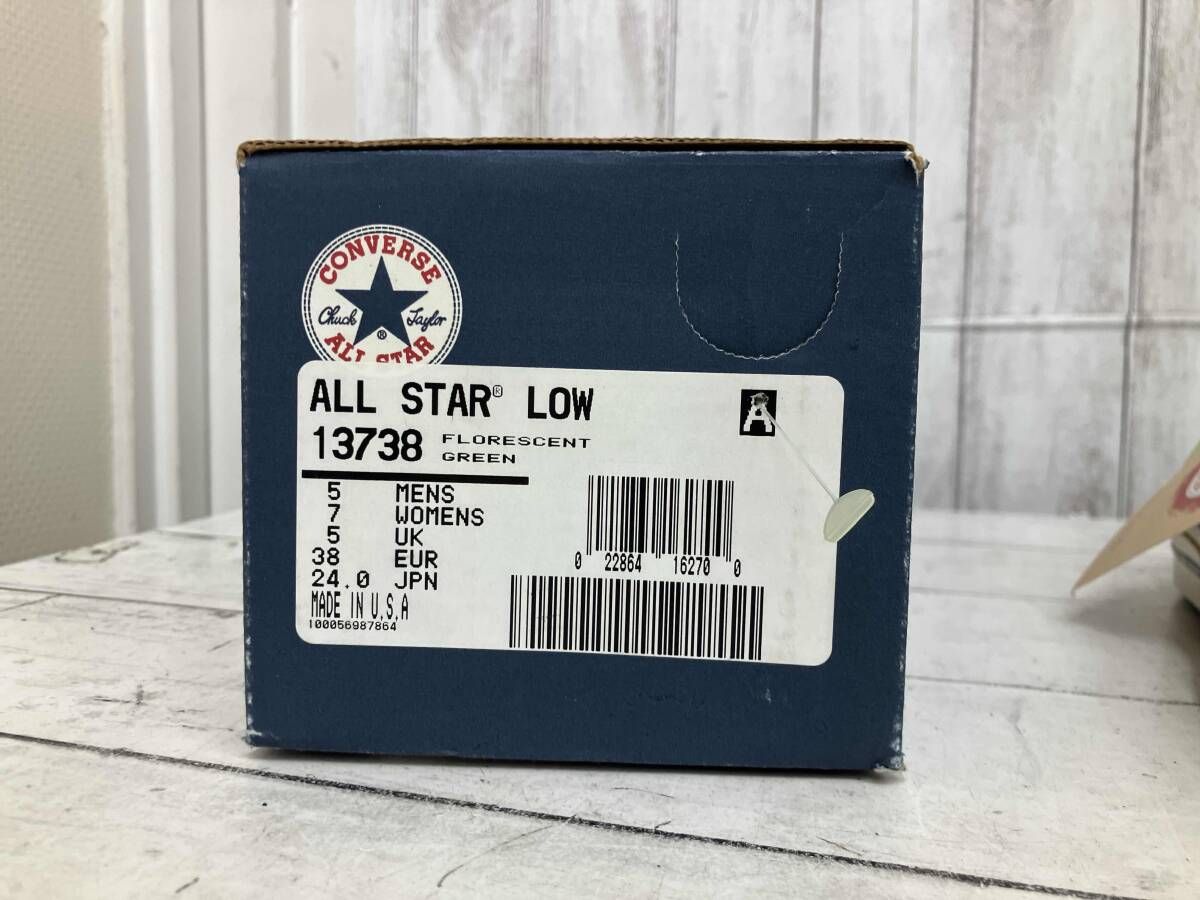 CONVERSE
Chuck Taylor
®
ALL STAR
ALL STAR® LOW
A
13738 FLORESCENT
GREEN
5 MENS
7 WOMENS
5 UK
38 EUR
24.0 JPN
MADE IN U.S.A
100056987864
0 22864 16270 0